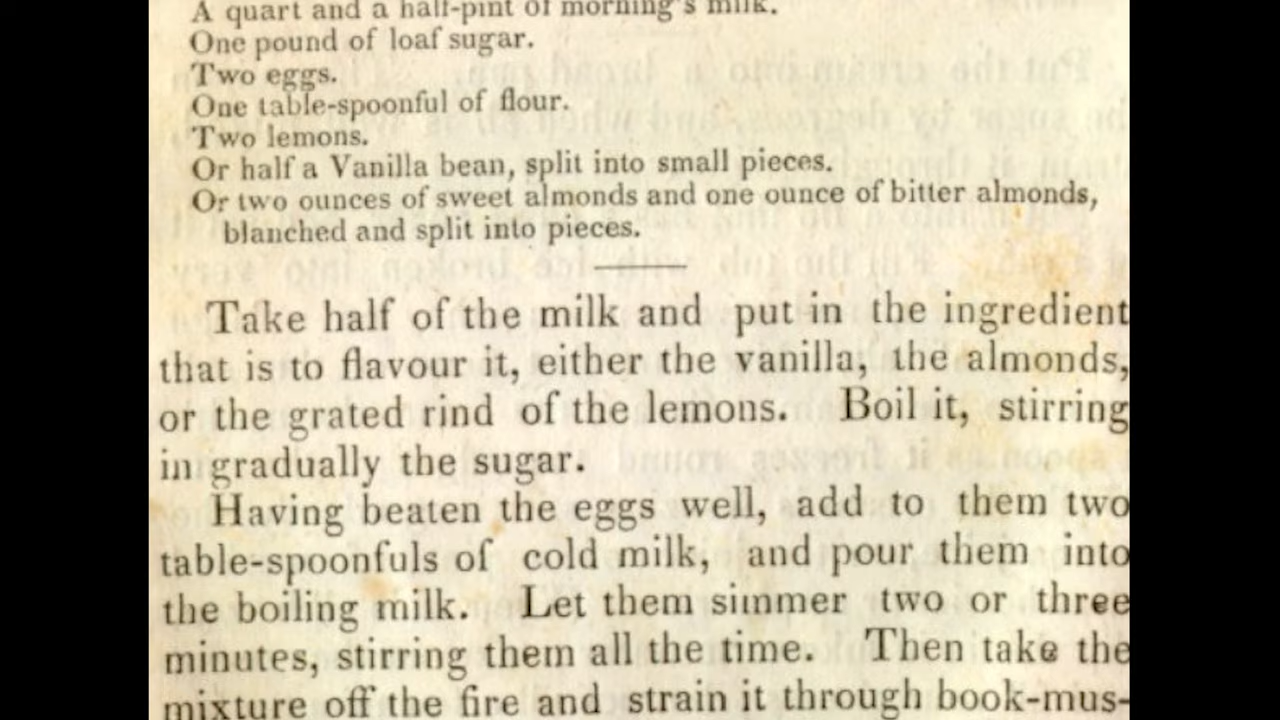 A quart and a half-pint of morning's milk.
One pound of loaf sugar.
Two eggs.
One table-spoonful of flour.
Two lemons.
Or half a Vanilla bean, split into small pieces.
Or two ounces of sweet almonds and one ounce of bitter almonds,
blanched and split into pieces.
Take half of the milk and put in the ingredient
that is to flavour it, either the vanilla, the almonds,
or the grated rind of the lemons. Boil it, stirring
in gradually the sugar.
Having beaten the eggs well, add to them two
table-spoonfuls of cold milk, and pour them into
the boiling milk. Let them simmer two or three
minutes, stirring them all the time. Then take the
mixture off the fire and strain it through book-mus-